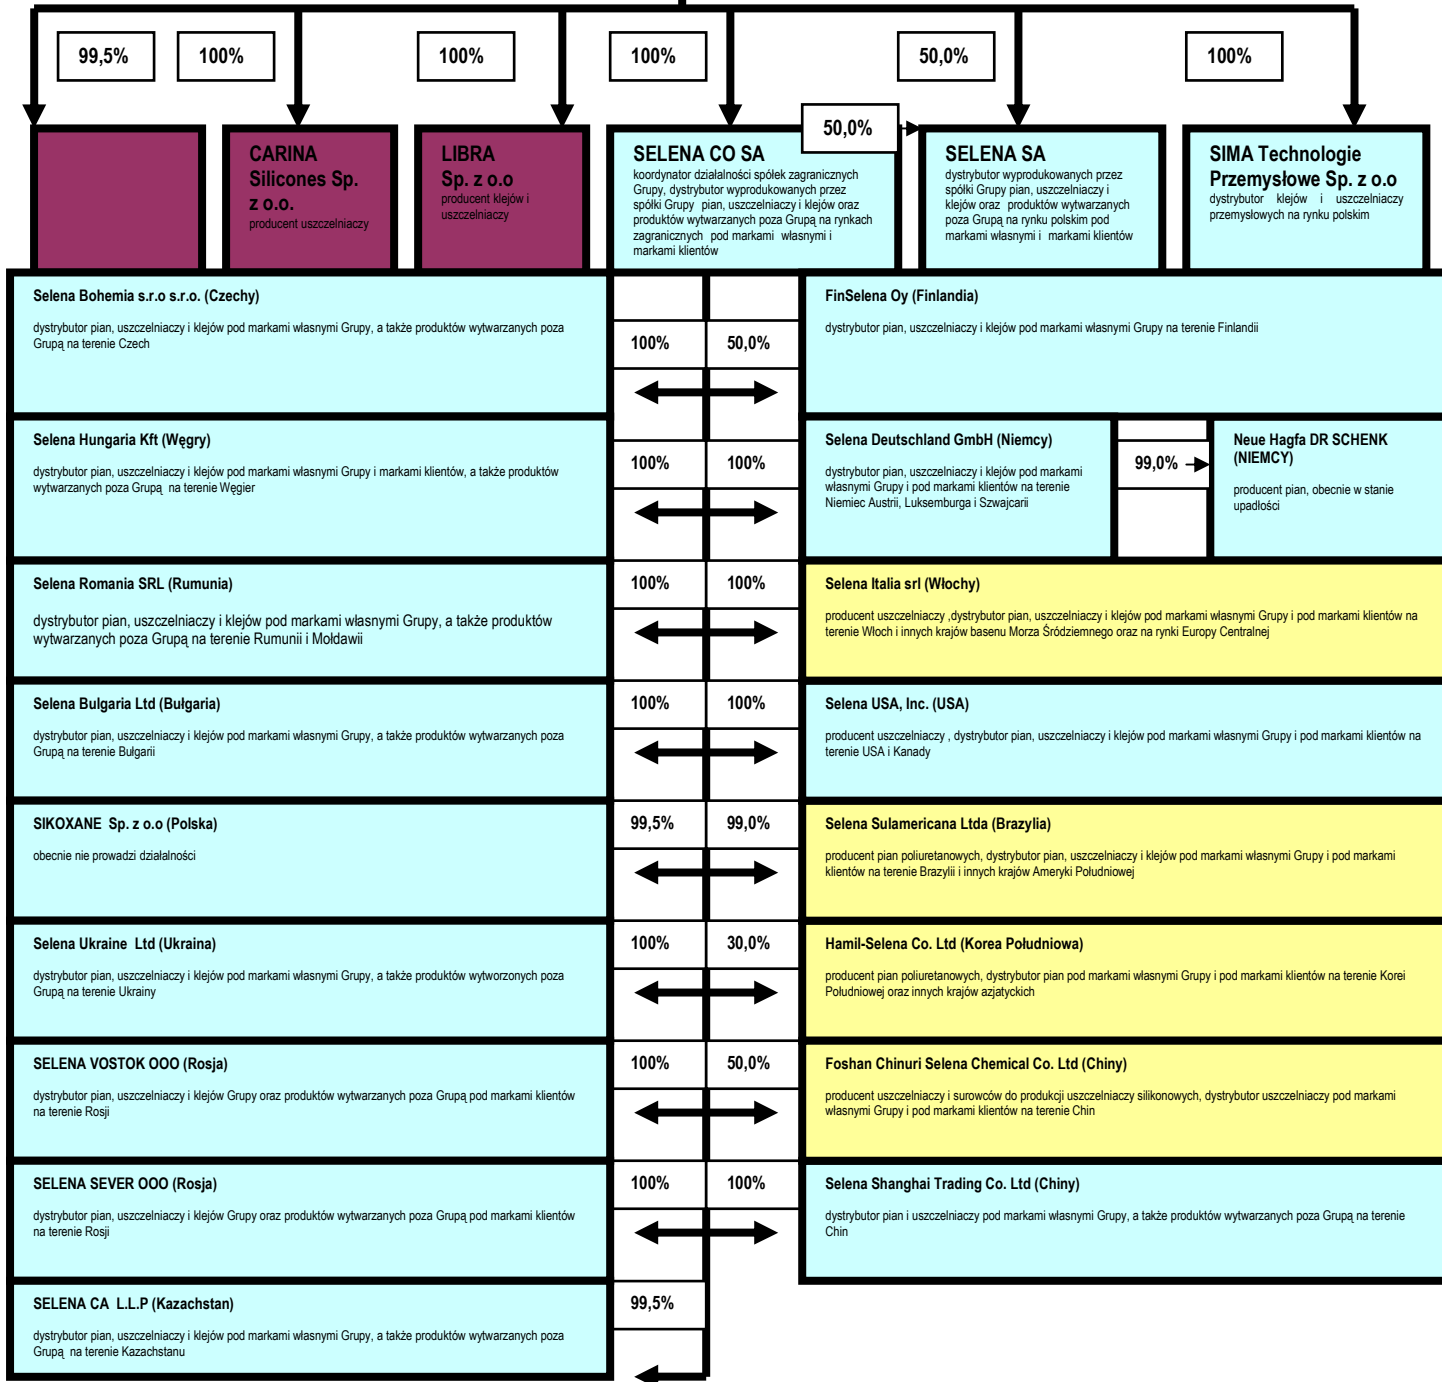 99,5%
100%
100%
100%
50,0%
100%
50,0%
CARINA
Silicones Sp.
z o.o.
producent uszczelniaczy
LIBRA
Sp. z o.o
producent klejów i
uszczelniaczy
SELENA CO SA
koordynator działalności spółek zagranicznych
Grupy, dystrybutor wyprodukowanych przez
spółki Grupy pian, uszczelniaczy i klejów oraz
produktów wytwarzanych poza Grupą na rynkach
zagranicznych pod markami własnymi i
markami klientów
SELENA SA
dystrybutor wyprodukowanych przez
spółki Grupy pian, uszczelniaczy i
klejów oraz produktów wytwarzanych
poza Grupą na rynku polskim pod
markami własnymi i markami klientów
SIMA Technologie
Przemysłowe Sp. z o.o
dystrybutor klejów i uszczelniaczy
przemysłowych na rynku polskim
Selena Bohemia s.r.o s.r.o. (Czechy)
dystrybutor pian, uszczelniaczy i klejów pod markami własnymi Grupy, a także produktów wytwarzanych poza
Grupą na terenie Czech
100%
50,0%
FinSelena Oy (Finlandia)
dystrybutor pian, uszczelniaczy i klejów pod markami własnymi Grupy na terenie Finlandii
Selena Hungaria Kft (Węgry)
dystrybutor pian, uszczelniaczy i klejów pod markami własnymi Grupy i markami klientów, a także produktów
wytwarzanych poza Grupą na terenie Węgier
100%
100%
Selena Deutschland GmbH (Niemcy)
dystrybutor pian, uszczelniaczy i klejów pod markami
własnymi Grupy i pod markami klientów na terenie
Niemiec Austrii, Luksemburga i Szwajcarii
99,0%
Neue Hagfa DR SCHENK
(NIEMCY)
producent pian, obecnie w stanie
upadłości
Selena Romania SRL (Rumunia)
dystrybutor pian, uszczelniaczy i klejów pod markami własnymi Grupy, a także produktów
wytwarzanych poza Grupą na terenie Rumunii i Mołdawii
100%
100%
Selena Italia srl (Włochy)
producent uszczelniaczy ,dystrybutor pian, uszczelniaczy i klejów pod markami własnymi Grupy i pod markami klientów na
terenie Włoch i innych krajów basenu Morza Śródziemnego oraz na rynki Europy Centralnej
Selena Bulgaria Ltd (Bułgaria)
dystrybutor pian, uszczelniaczy i klejów pod markami własnymi Grupy, a także produktów wytwarzanych poza
Grupą na terenie Bułgarii
100%
100%
Selena USA, Inc. (USA)
producent uszczelniaczy , dystrybutor pian, uszczelniaczy i klejów pod markami własnymi Grupy i pod markami klientów na
terenie USA i Kanady
SIKOXANE Sp. z o.o (Polska)
obecnie nie prowadzi działalności
99,5%
99,0%
Selena Sulamericana Ltda (Brazylia)
producent pian poliuretanowych, dystrybutor pian, uszczelniaczy i klejów pod markami własnymi Grupy i pod markami
klientów na terenie Brazylii i innych krajów Ameryki Południowej
Selena Ukraine Ltd (Ukraina)
dystrybutor pian, uszczelniaczy i klejów pod markami własnymi Grupy, a także produktów wytworzonych poza
Grupą na terenie Ukrainy
100%
30,0%
Hamil-Selena Co. Ltd (Korea Południowa)
producent pian poliuretanowych, dystrybutor pian pod markami własnymi Grupy i pod markami klientów na terenie Korei
Południowej oraz innych krajów azjatyckich
SELENA VOSTOK OOO (Rosja)
dystrybutor pian, uszczelniaczy i klejów Grupy oraz produktów wytwarzanych poza Grupą pod markami klientów
na terenie Rosji
100%
50,0%
Foshan Chinuri Selena Chemical Co. Ltd (Chiny)
producent uszczelniaczy i surowców do produkcji uszczelniaczy silikonowych, dystrybutor uszczelniaczy pod markami
własnymi Grupy i pod markami klientów na terenie Chin
SELENA SEVER OOO (Rosja)
dystrybutor pian, uszczelniaczy i klejów Grupy oraz produktów wytwarzanych poza Grupą pod markami klientów
na terenie Rosji
100%
100%
Selena Shanghai Trading Co. Ltd (Chiny)
dystrybutor pian i uszczelniaczy pod markami własnymi Grupy, a także produktów wytwarzanych poza Grupą na terenie
Chin
SELENA CA L.L.P (Kazachstan)
dystrybutor pian, uszczelniaczy i klejów pod markami własnymi Grupy, a także produktów wytwarzanych poza
Grupą na terenie Kazachstanu
99,5%